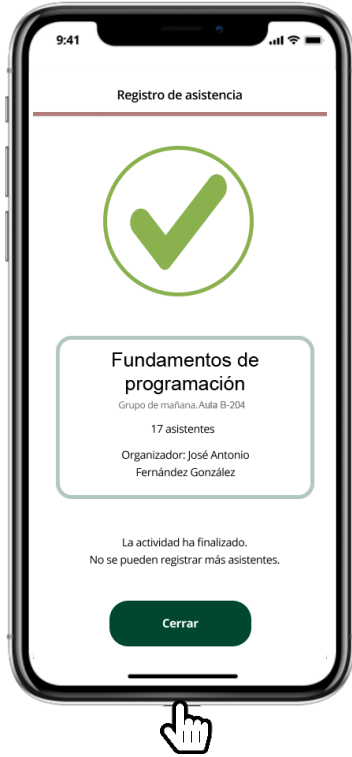 9:41
Registro de asistencia
Fundamentos de
programación
Grupo de mañana. Aula B-204
17 asistentes
Organizador: José Antonio
Fernández González
La actividad ha finalizado.
No se pueden registrar más asistentes.
Cerrar